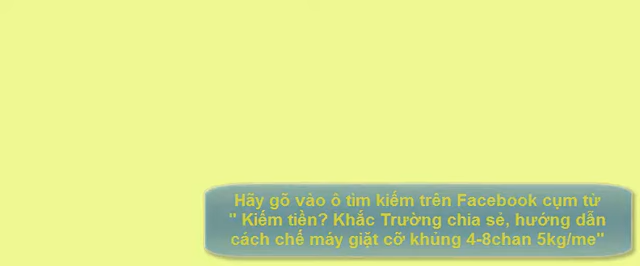 Hãy gõ vào ô tìm kiếm trên Facebook cụm từ
" Kiếm tiền? Khắc Trường chia sẻ, hướng dẫn
cách chế máy giặt cỡ khủng 4-8chan 5kg/me"